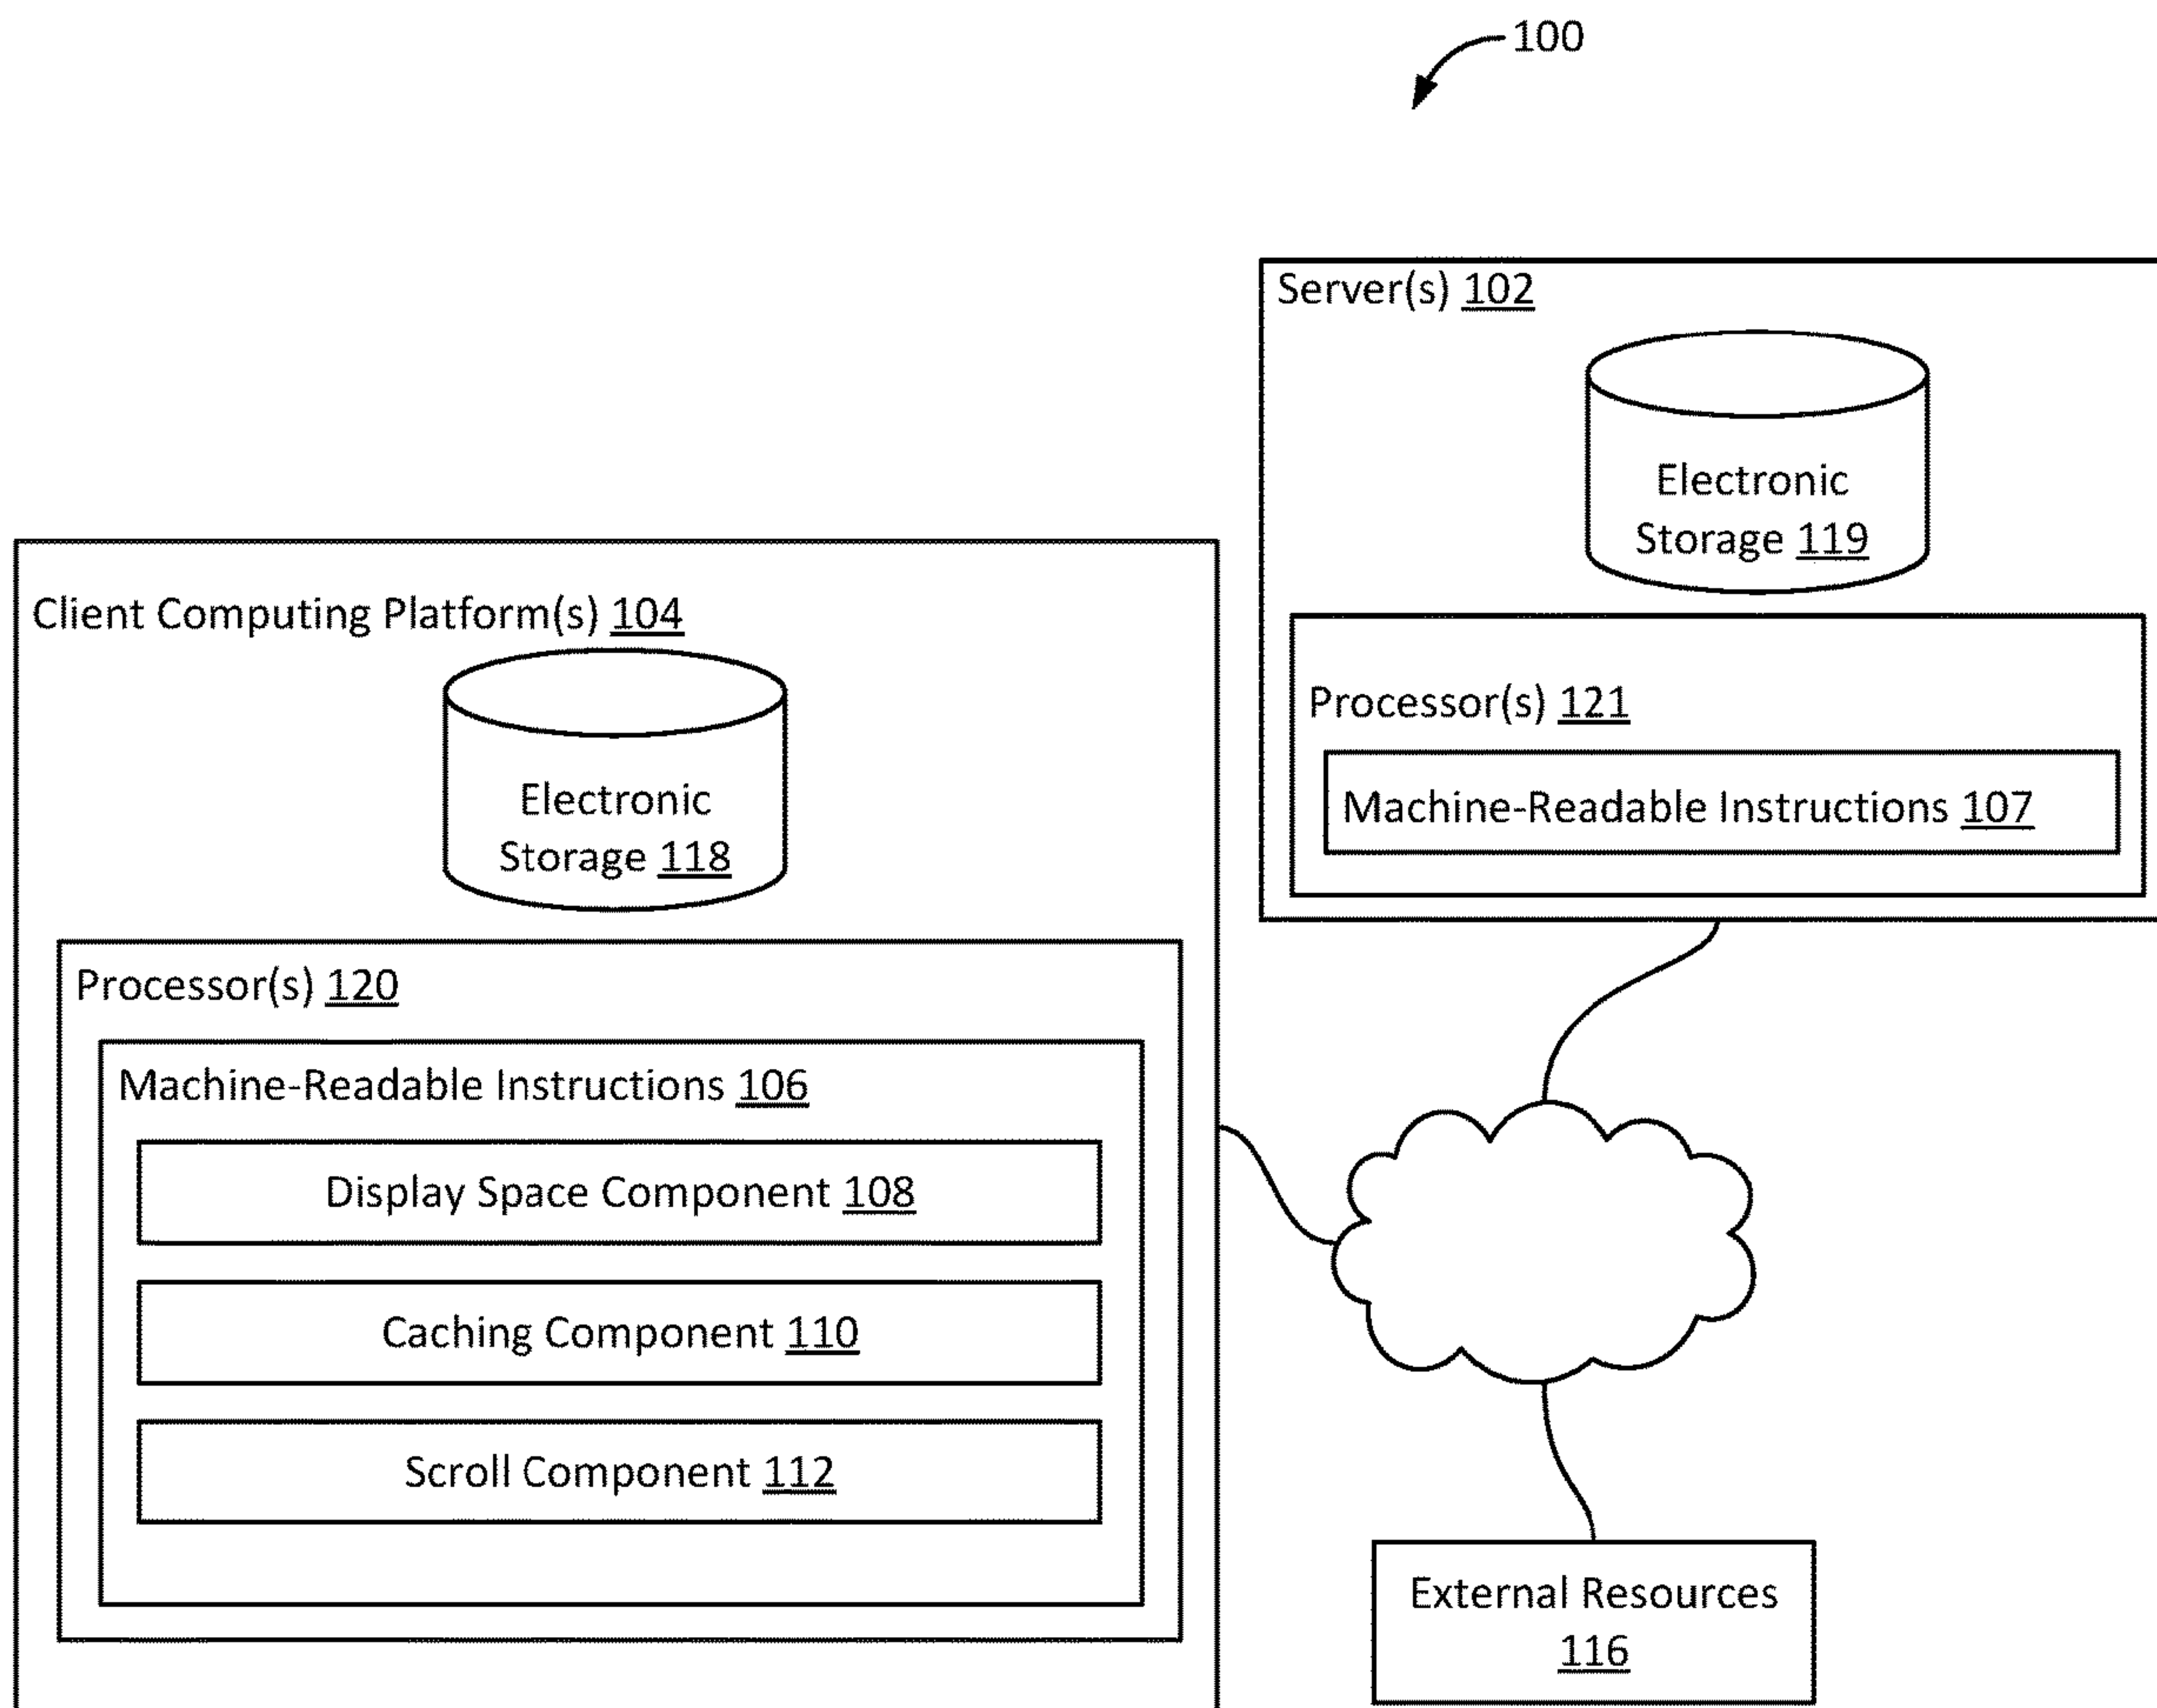 100
Server(s) 102
Electronic
Storage 119
Processor(s) 121
Machine-Readable Instructions 107
Client Computing Platform(s) 104
Electronic
Storage 118
Processor(s) 120
Machine-Readable Instructions 106
Display Space Component 108
Caching Component 110
Scroll Component 112
External Resources
116